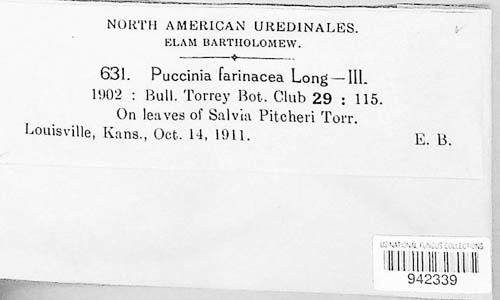 NORTH AMERICAN UREDINALES.
ELAM BARTHOLOMEW.
631. Puccinia farinacea Long—III.
1902 : Bull. Torrey Bot. Club 29 : 115.
On leaves of Salvia Pitcheri Torr.
Louisville, Kans., Oct. 14, 1911. E. B.
US NATIONAL FUNGUS COLLECTIONS
942339